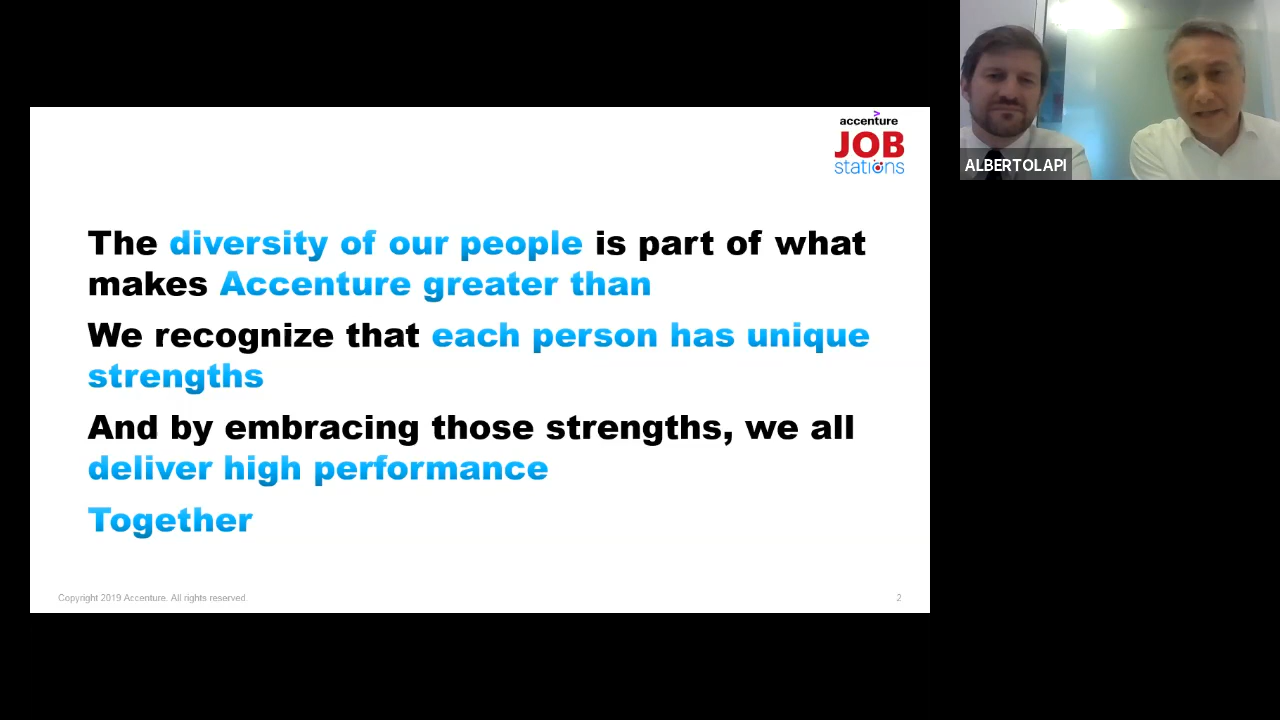 accenture
JOB
stations
ALBERTOLAPI
The diversity of our people is part of what
makes Accenture greater than
We recognize that each person has unique
strengths
And by embracing those strengths, we all
deliver high performance
Together
Copyright 2019 Accenture. All rights reserved.
2